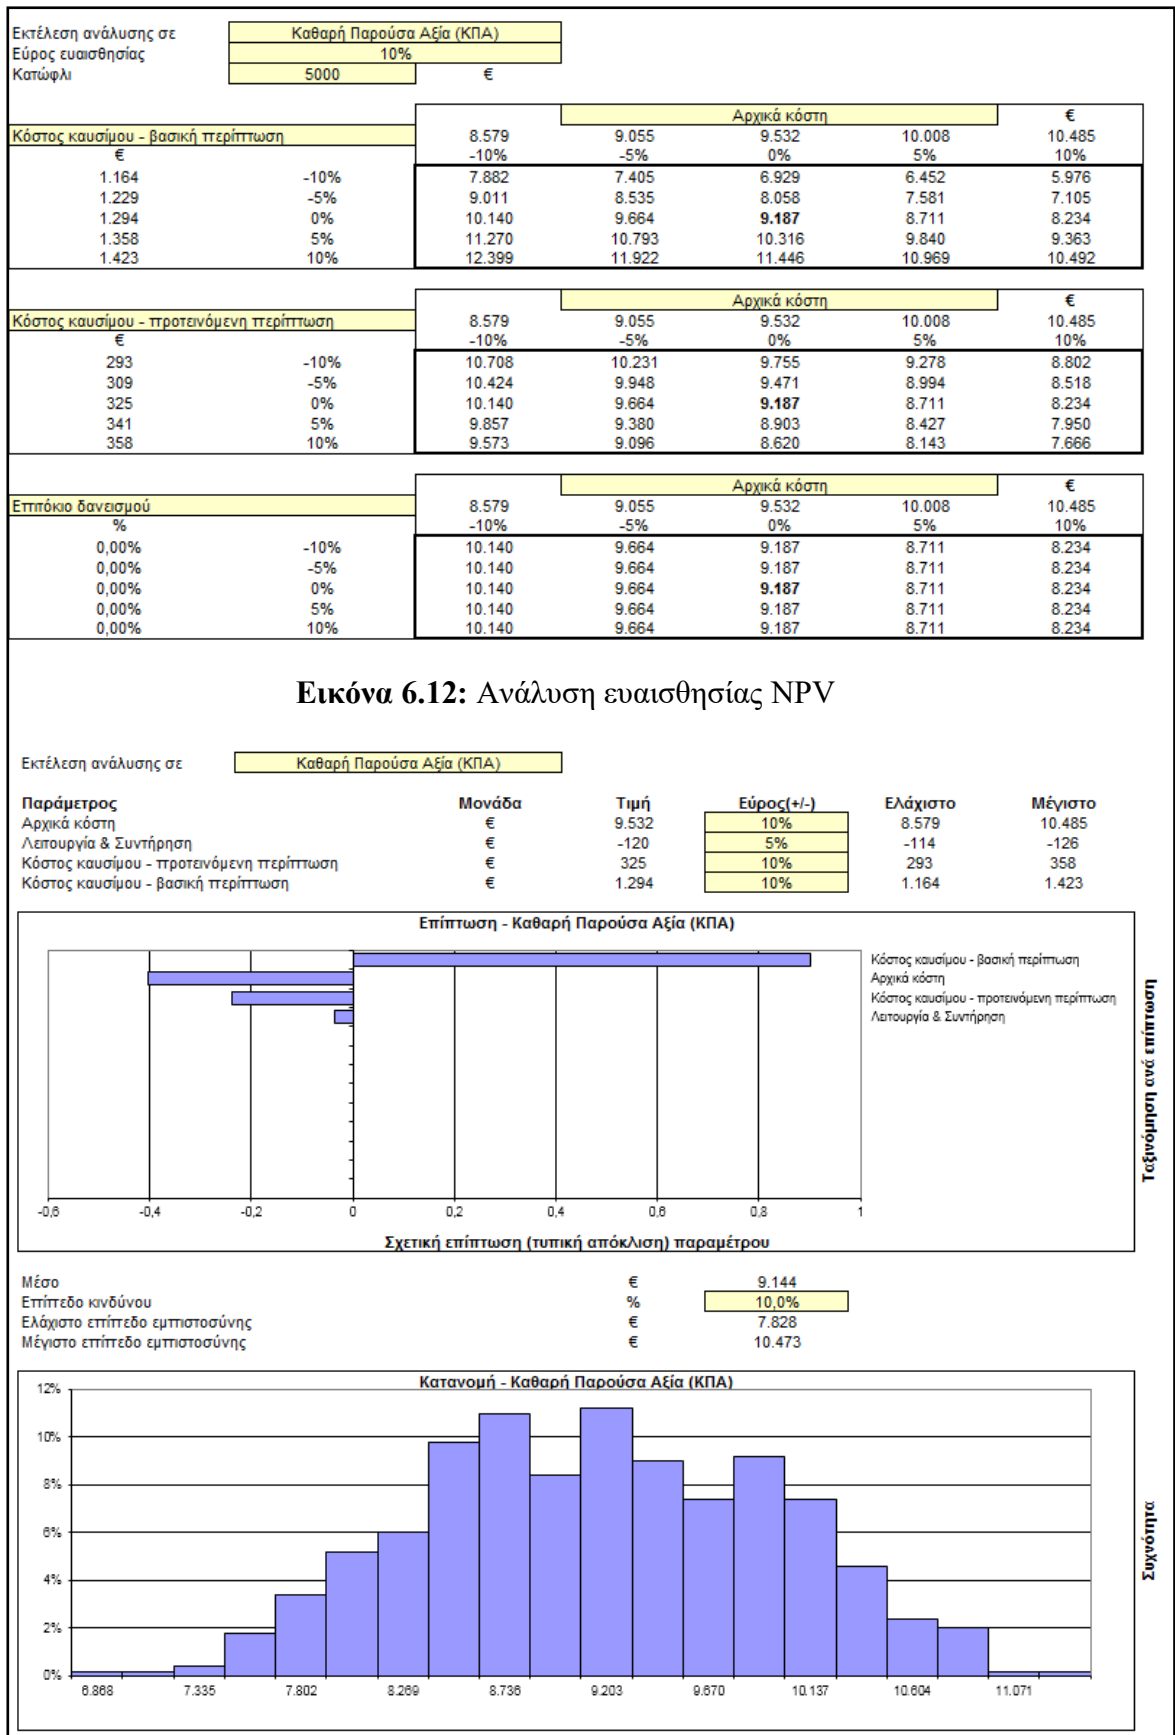 Εκτέλεση ανάλυσης σε Καθαρή Παρούσα Αξία (ΚΠΑ)
Εύρος ευαισθησίας 10%
Κατώφλι 5000 €
Αρχικά κόστη €
Κόστος καυσίμου - βασική περίπτωση 8.579 9.055 9.532 10.008 10.485
€ -10% -5% 0% 5% 10%
1.164 -10% 7.882 7.405 6.929 6.452 5.976
1.229 -5% 9.011 8.535 8.058 7.581 7.105
1.294 0% 10.140 9.664 9.187 8.711 8.234
1.358 5% 11.270 10.793 10.316 9.840 9.363
1.423 10% 12.399 11.922 11.446 10.969 10.492
Αρχικά κόστη €
Κόστος καυσίμου - προτεινόμενη περίπτωση 8.579 9.055 9.532 10.008 10.485
€ -10% -5% 0% 5% 10%
293 -10% 10.708 10.231 9.755 9.278 8.802
309 -5% 10.424 9.948 9.471 8.994 8.518
325 0% 10.140 9.664 9.187 8.711 8.234
341 5% 9.857 9.380 8.903 8.427 7.950
358 10% 9.573 9.096 8.620 8.143 7.666
Αρχικά κόστη €
Επιτόκιο δανεισμού 8.579 9.055 9.532 10.008 10.485
% -10% -5% 0% 5% 10%
0,00% -10% 10.140 9.664 9.187 8.711 8.234
0,00% -5% 10.140 9.664 9.187 8.711 8.234
0,00% 0% 10.140 9.664 9.187 8.711 8.234
0,00% 5% 10.140 9.664 9.187 8.711 8.234
0,00% 10% 10.140 9.664 9.187 8.711 8.234
Εικόνα 6.12: Ανάλυση ευαισθησίας NPV
Εκτέλεση ανάλυσης σε Καθαρή Παρούσα Αξία (ΚΠΑ)
Παράμετρος Μονάδα Τιμή Εύρος(+/-) Ελάχιστο Μέγιστο
Αρχικά κόστη € 9.532 10% 8.579 10.485
Λειτουργία & Συντήρηση € -120 5% -114 -126
Κόστος καυσίμου - προτεινόμενη περίπτωση € 325 10% 293 358
Κόστος καυσίμου - βασική περίπτωση € 1.294 10% 1.164 1.423
Επίπτωση - Καθαρή Παρούσα Αξία (ΚΠΑ)
Κόστος καυσίμου - βασική περίπτωση
Αρχικά κόστη
Κόστος καυσίμου - προτεινόμενη περίπτωση
Λειτουργία & Συντήρηση
Ταξινόμηση ανά επίπτωση
-0,6 -0,4 -0,2 0 0,2 0,4 0,6 0,8 1
Σχετική επίπτωση (τυπική απόκλιση) παραμέτρου
Μέσο € 9.144
Επίπεδο κινδύνου % 10,0%
Ελάχιστο επίπεδο εμπιστοσύνης € 7.828
Μέγιστο επίπεδο εμπιστοσύνης € 10.473
Κατανομή - Καθαρή Παρούσα Αξία (ΚΠΑ)
12%
10%
8%
6%
4%
2%
0%
Συχνότητα
6.868 7.335 7.802 8.269 8.736 9.203 9.670 10.137 10.604 11.071